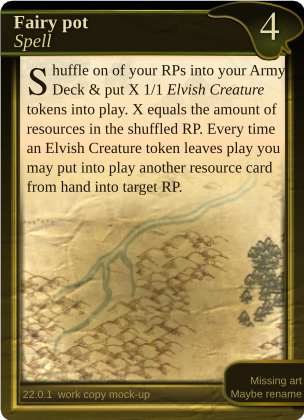 Fairy pot
Spell
4
Shuffle on of your RPs into your Army
Deck & put X 1/1 Elvish Creature
tokens into play. X equals the amount of
resources in the shuffled RP. Every time
an Elvish Creature token leaves play you
may put into play another resource card
from hand into target RP.
Missing art
22.0.1 work copy mock-up
Maybe rename